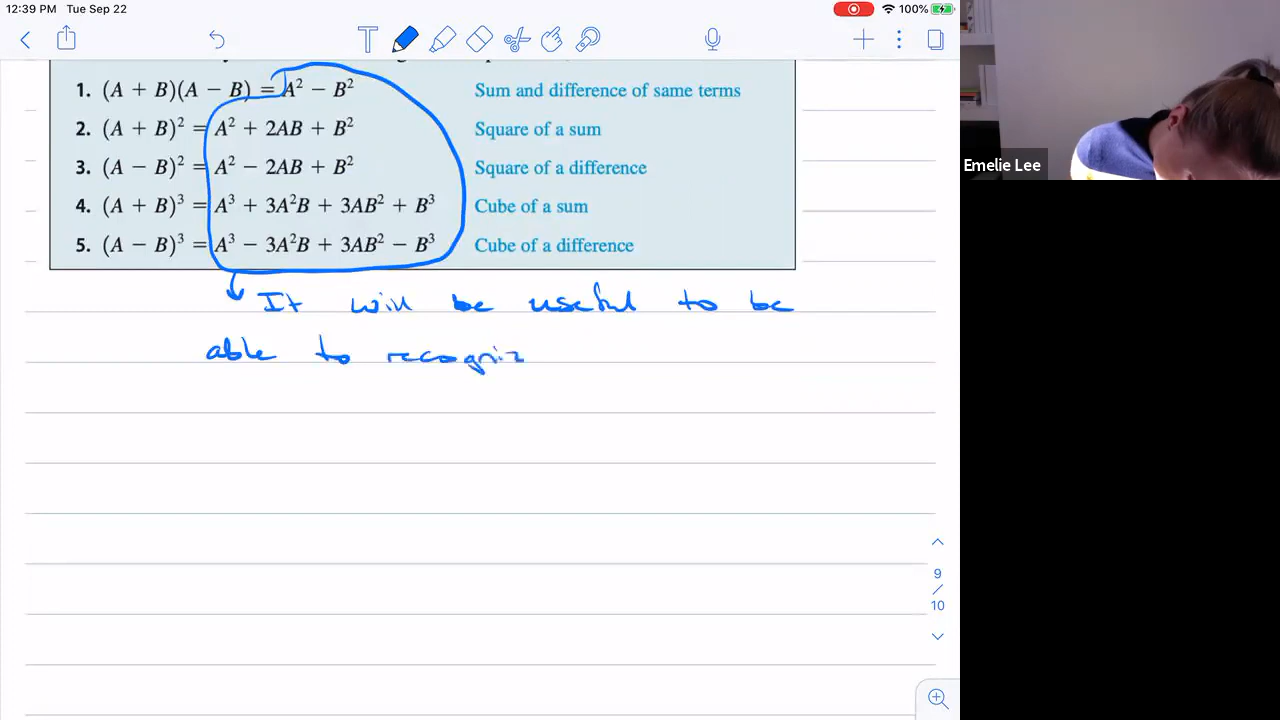 12:39 PM Tue Sep 22
100%
1. (A + B)(A − B) = A² − B² Sum and difference of same terms
2. (A + B)² = A² + 2AB + B² Square of a sum
3. (A − B)² = A² − 2AB + B² Square of a difference
4. (A + B)³ = A³ + 3A²B + 3AB² + B³ Cube of a sum
5. (A − B)³ = A³ − 3A²B + 3AB² − B³ Cube of a difference
It will be useful to be
able to recogniz
Emelie Lee
9
/
10